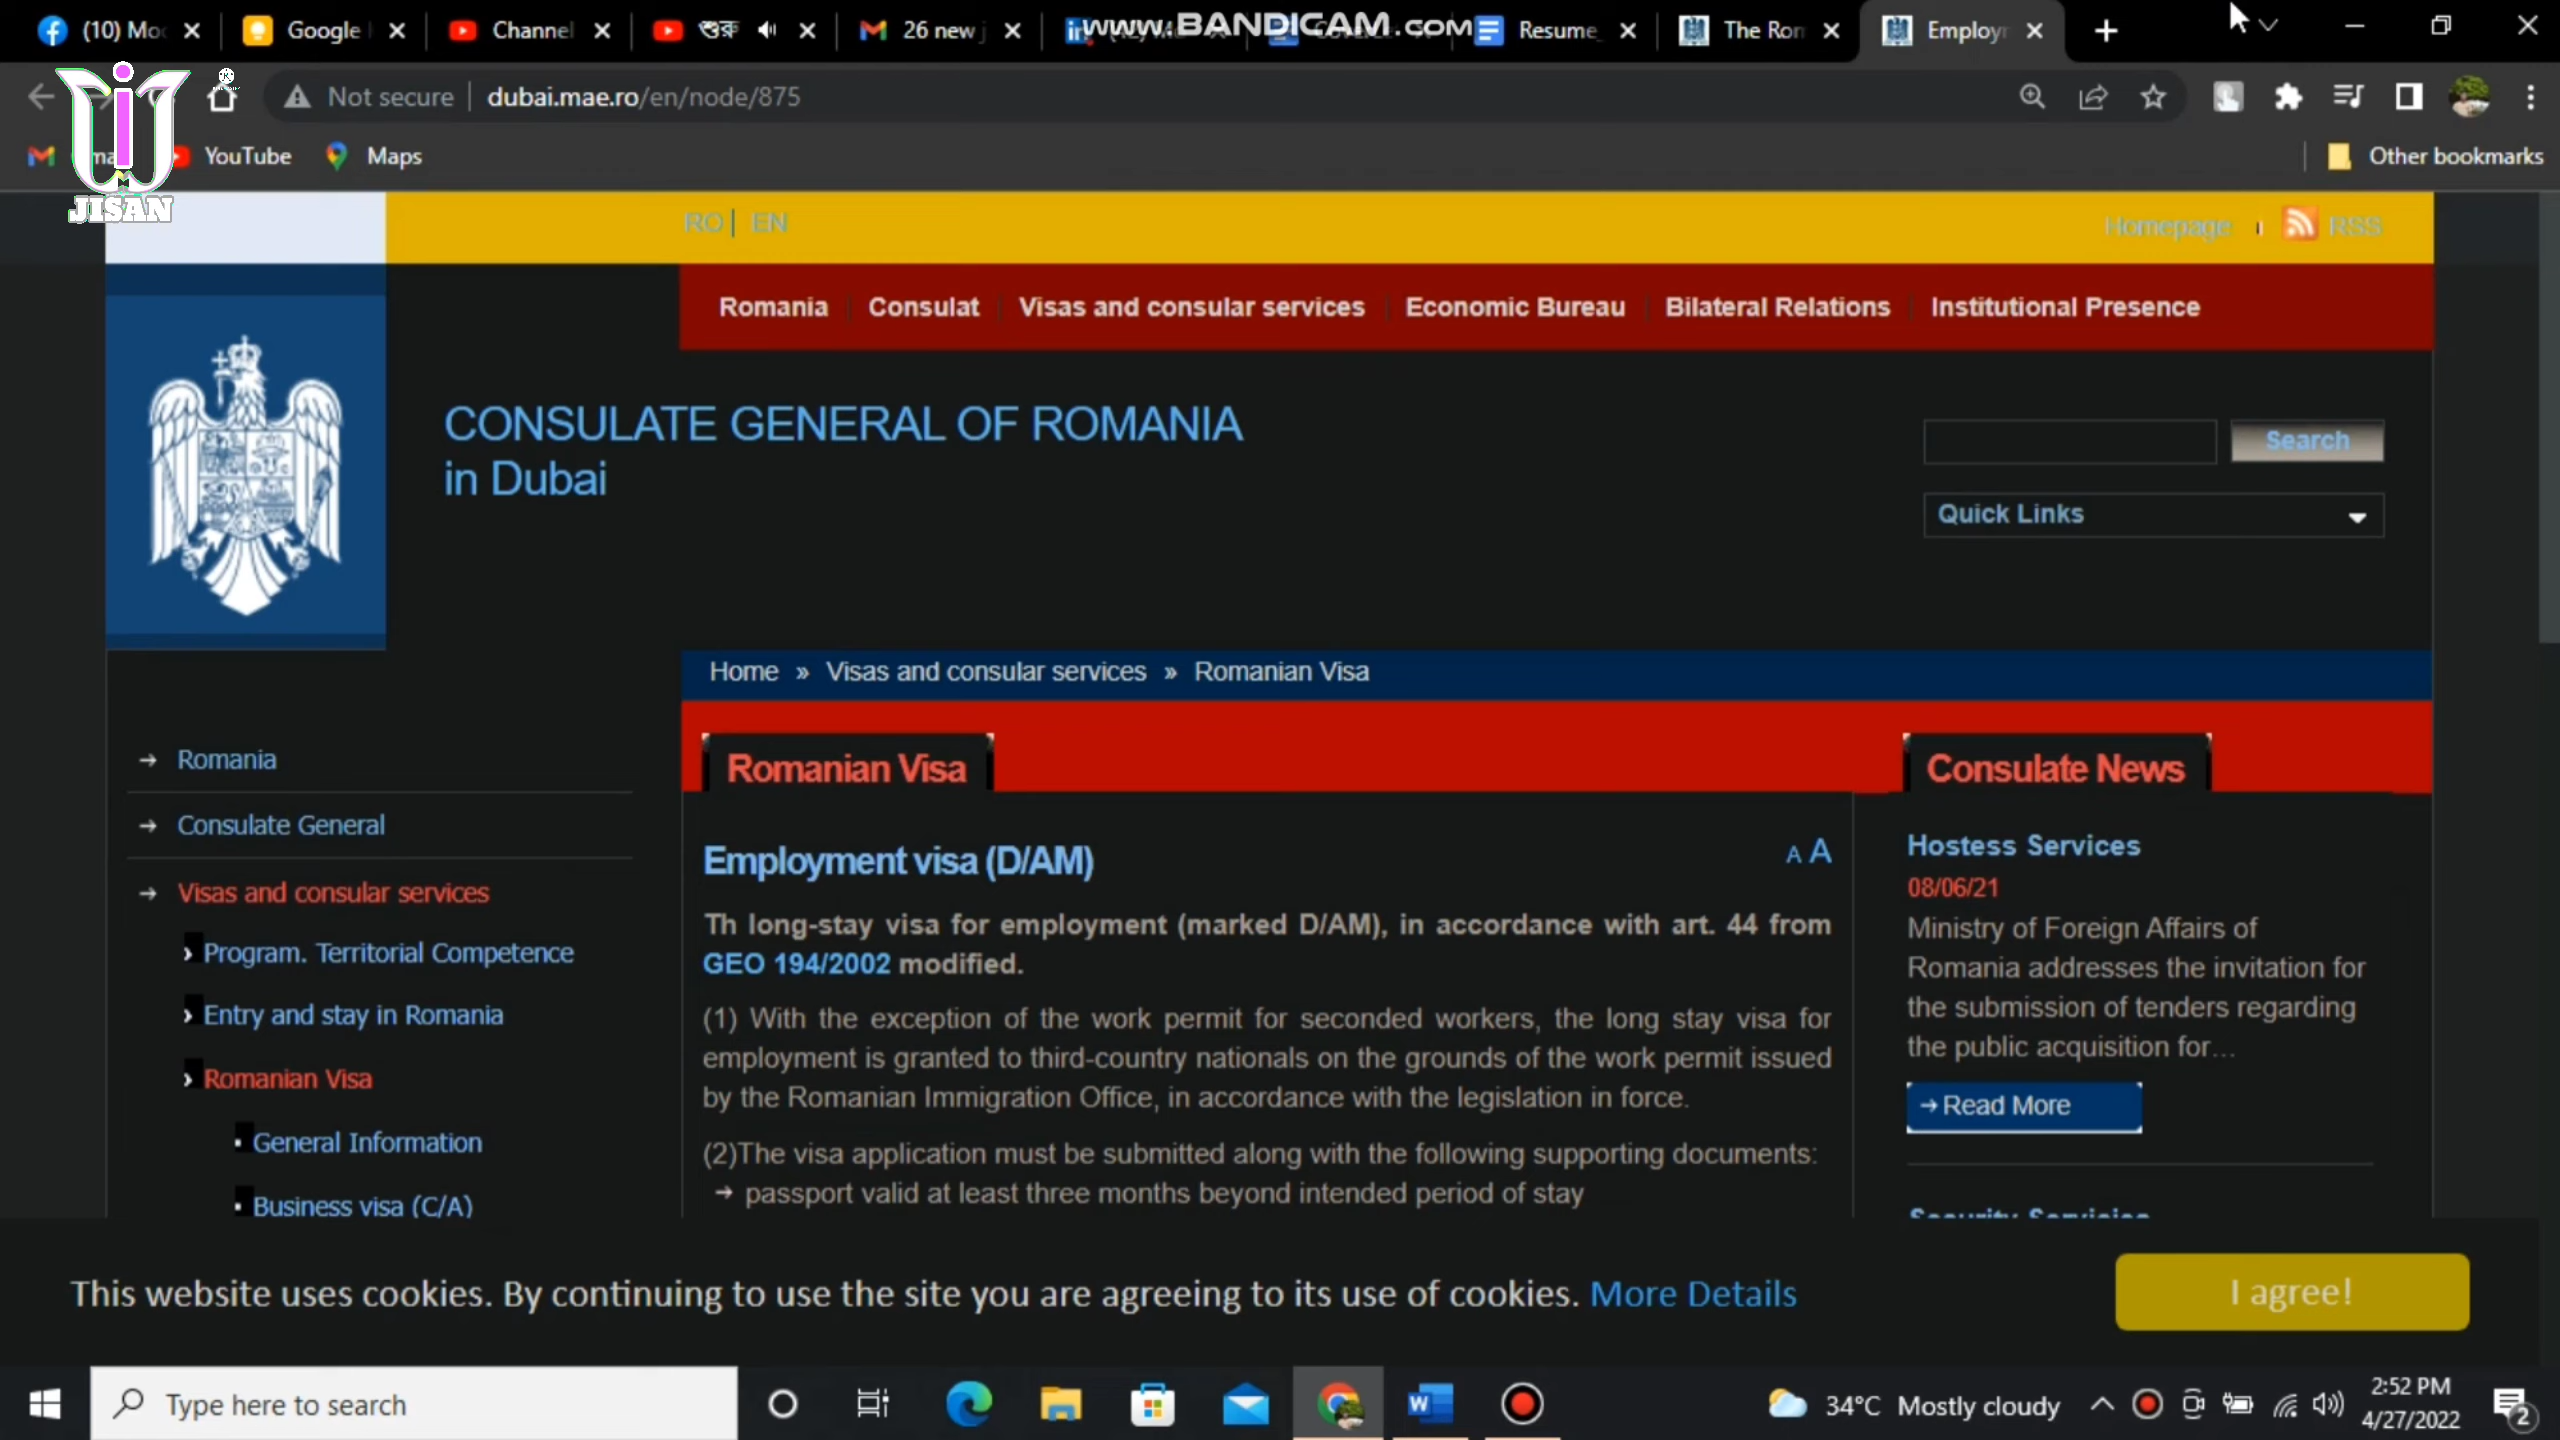 (10) Mo
Google
Channel
শুরু
26 new j
www.BANDICAM.com
Resume_
The Rom
Employm
Not secure
dubai.mae.ro/en/node/875
YouTube
Maps
Other bookmarks
JISAN
RO | EN
Homepage
RSS
Romania
Consulat
Visas and consular services
Economic Bureau
Bilateral Relations
Institutional Presence
CONSULATE GENERAL OF ROMANIA
in Dubai
Search
Quick Links
Home » Visas and consular services » Romanian Visa
→ Romania
→ Consulate General
→ Visas and consular services
› Program. Territorial Competence
› Entry and stay in Romania
› Romanian Visa
· General Information
· Business visa (C/A)
Romanian Visa
Employment visa (D/AM)
A A
Th long-stay visa for employment (marked D/AM), in accordance with art. 44 from
GEO 194/2002 modified.
(1) With the exception of the work permit for seconded workers, the long stay visa for
employment is granted to third-country nationals on the grounds of the work permit issued
by the Romanian Immigration Office, in accordance with the legislation in force.
(2)The visa application must be submitted along with the following supporting documents:
→ passport valid at least three months beyond intended period of stay
Consulate News
Hostess Services
08/06/21
Ministry of Foreign Affairs of
Romania addresses the invitation for
the submission of tenders regarding
the public acquisition for...
→ Read More
This website uses cookies. By continuing to use the site you are agreeing to its use of cookies. More Details
I agree!
Type here to search
34°C Mostly cloudy
2:52 PM
4/27/2022
2